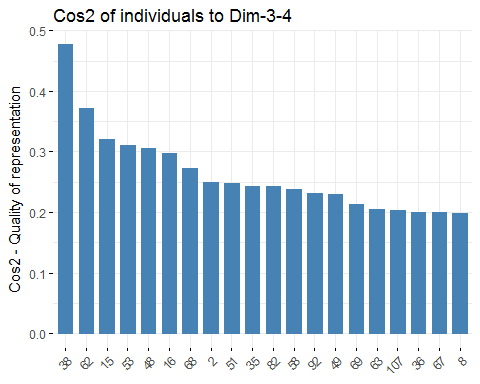 Cos2 of individuals to Dim-3-4
Cos2 - Quality of representation
0.5
0.4
0.3
0.2
0.1
0.0
38 62 15 53 48 16 68 2 51 35 82 58 92 49 69 63 107 36 67 8